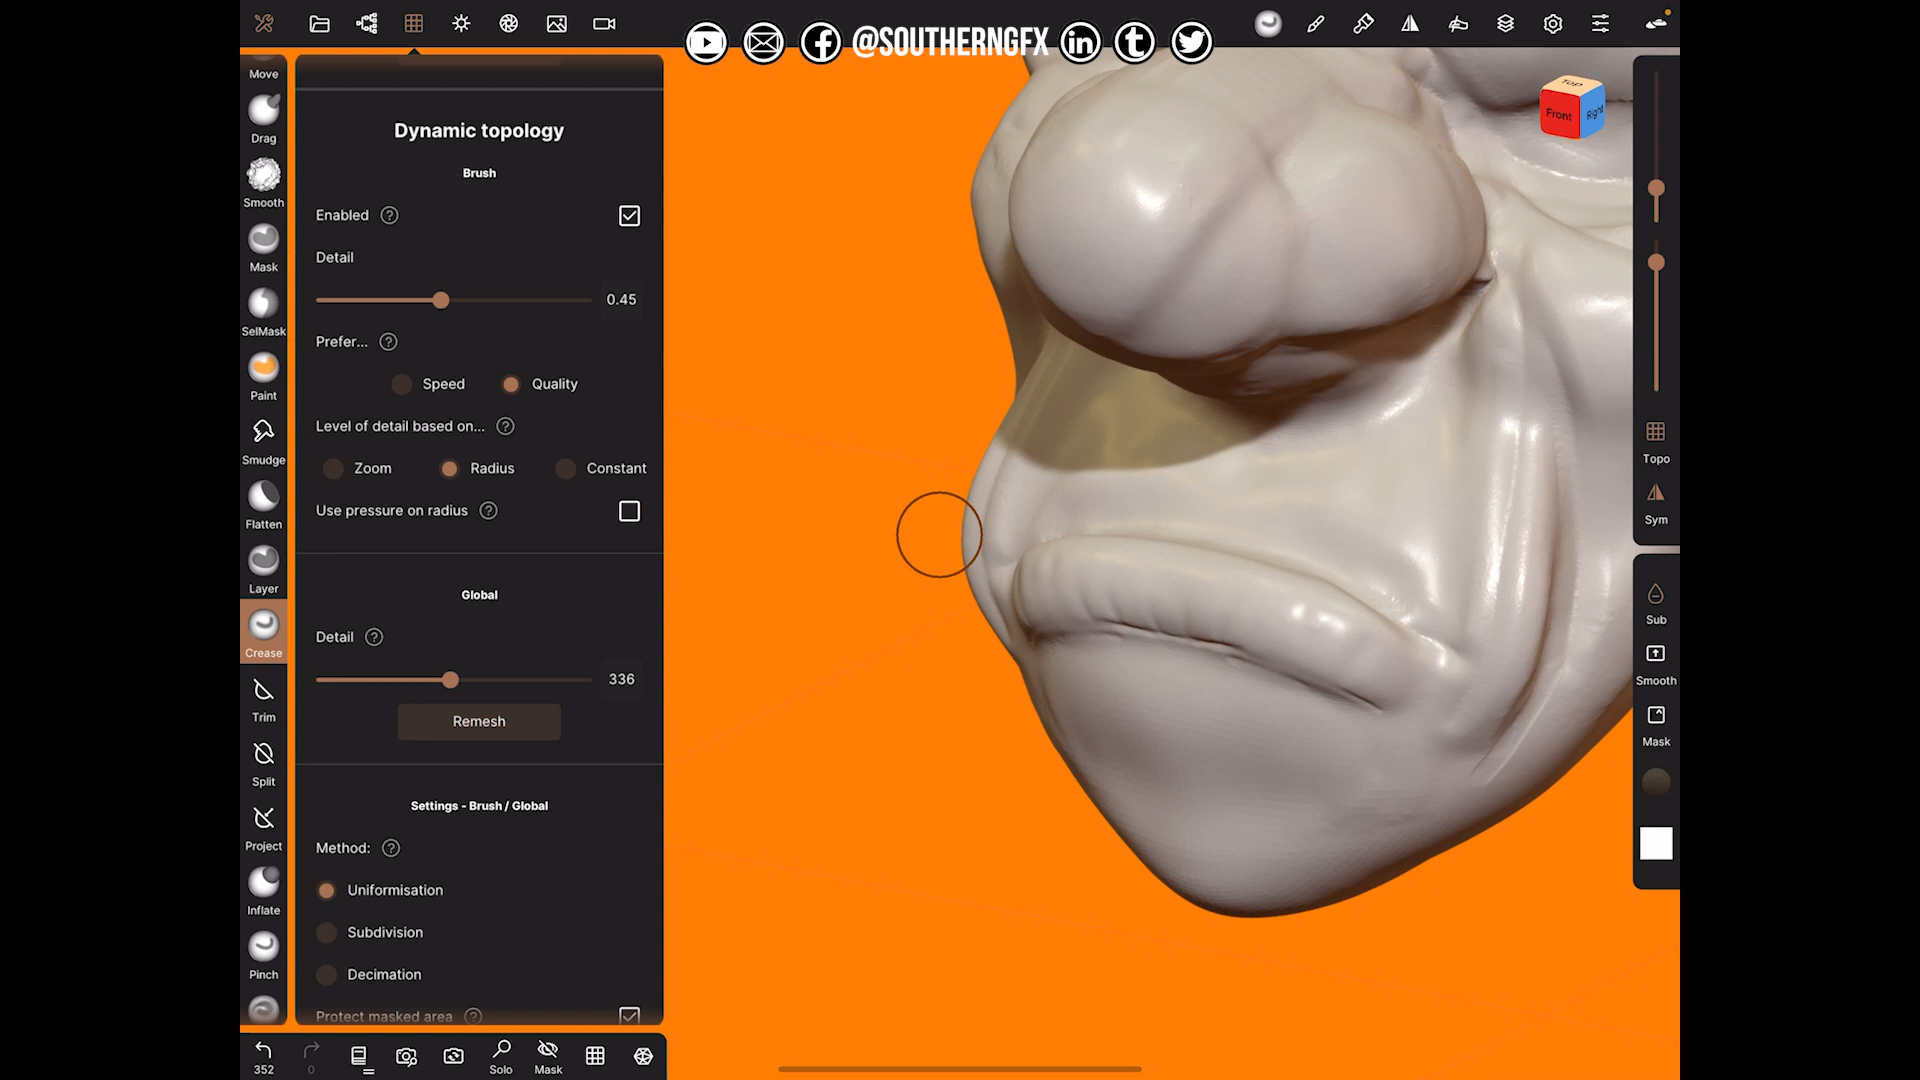 @SOUTHERNGFX
in
t
Move
Drag
Smooth
Mask
SelMask
Paint
Smudge
Flatten
Layer
Crease
Trim
Split
Project
Inflate
Pinch
Dynamic topology
Brush
Enabled ?
Detail
0.45
Prefer... ?
Speed Quality
Level of detail based on... ?
Zoom Radius Constant
Use pressure on radius ?
Global
Detail ?
336
Remesh
Settings - Brush / Global
Method: ?
Uniformisation
Subdivision
Decimation
Protect masked area ?
Top
Front Right
Topo
Sym
Sub
Smooth
Mask
352 0 Solo Mask